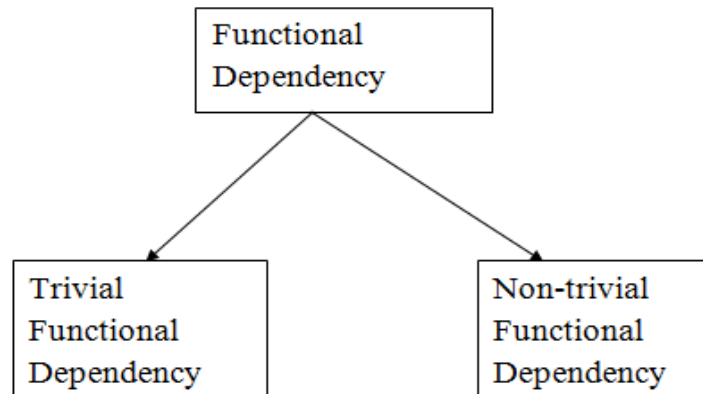 Functional
Dependency
Trivial
Functional
Dependency
Non-trivial
Functional
Dependency